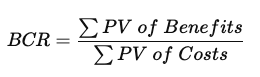 BCR = ∑ PV of Benefits / ∑ PV of Costs